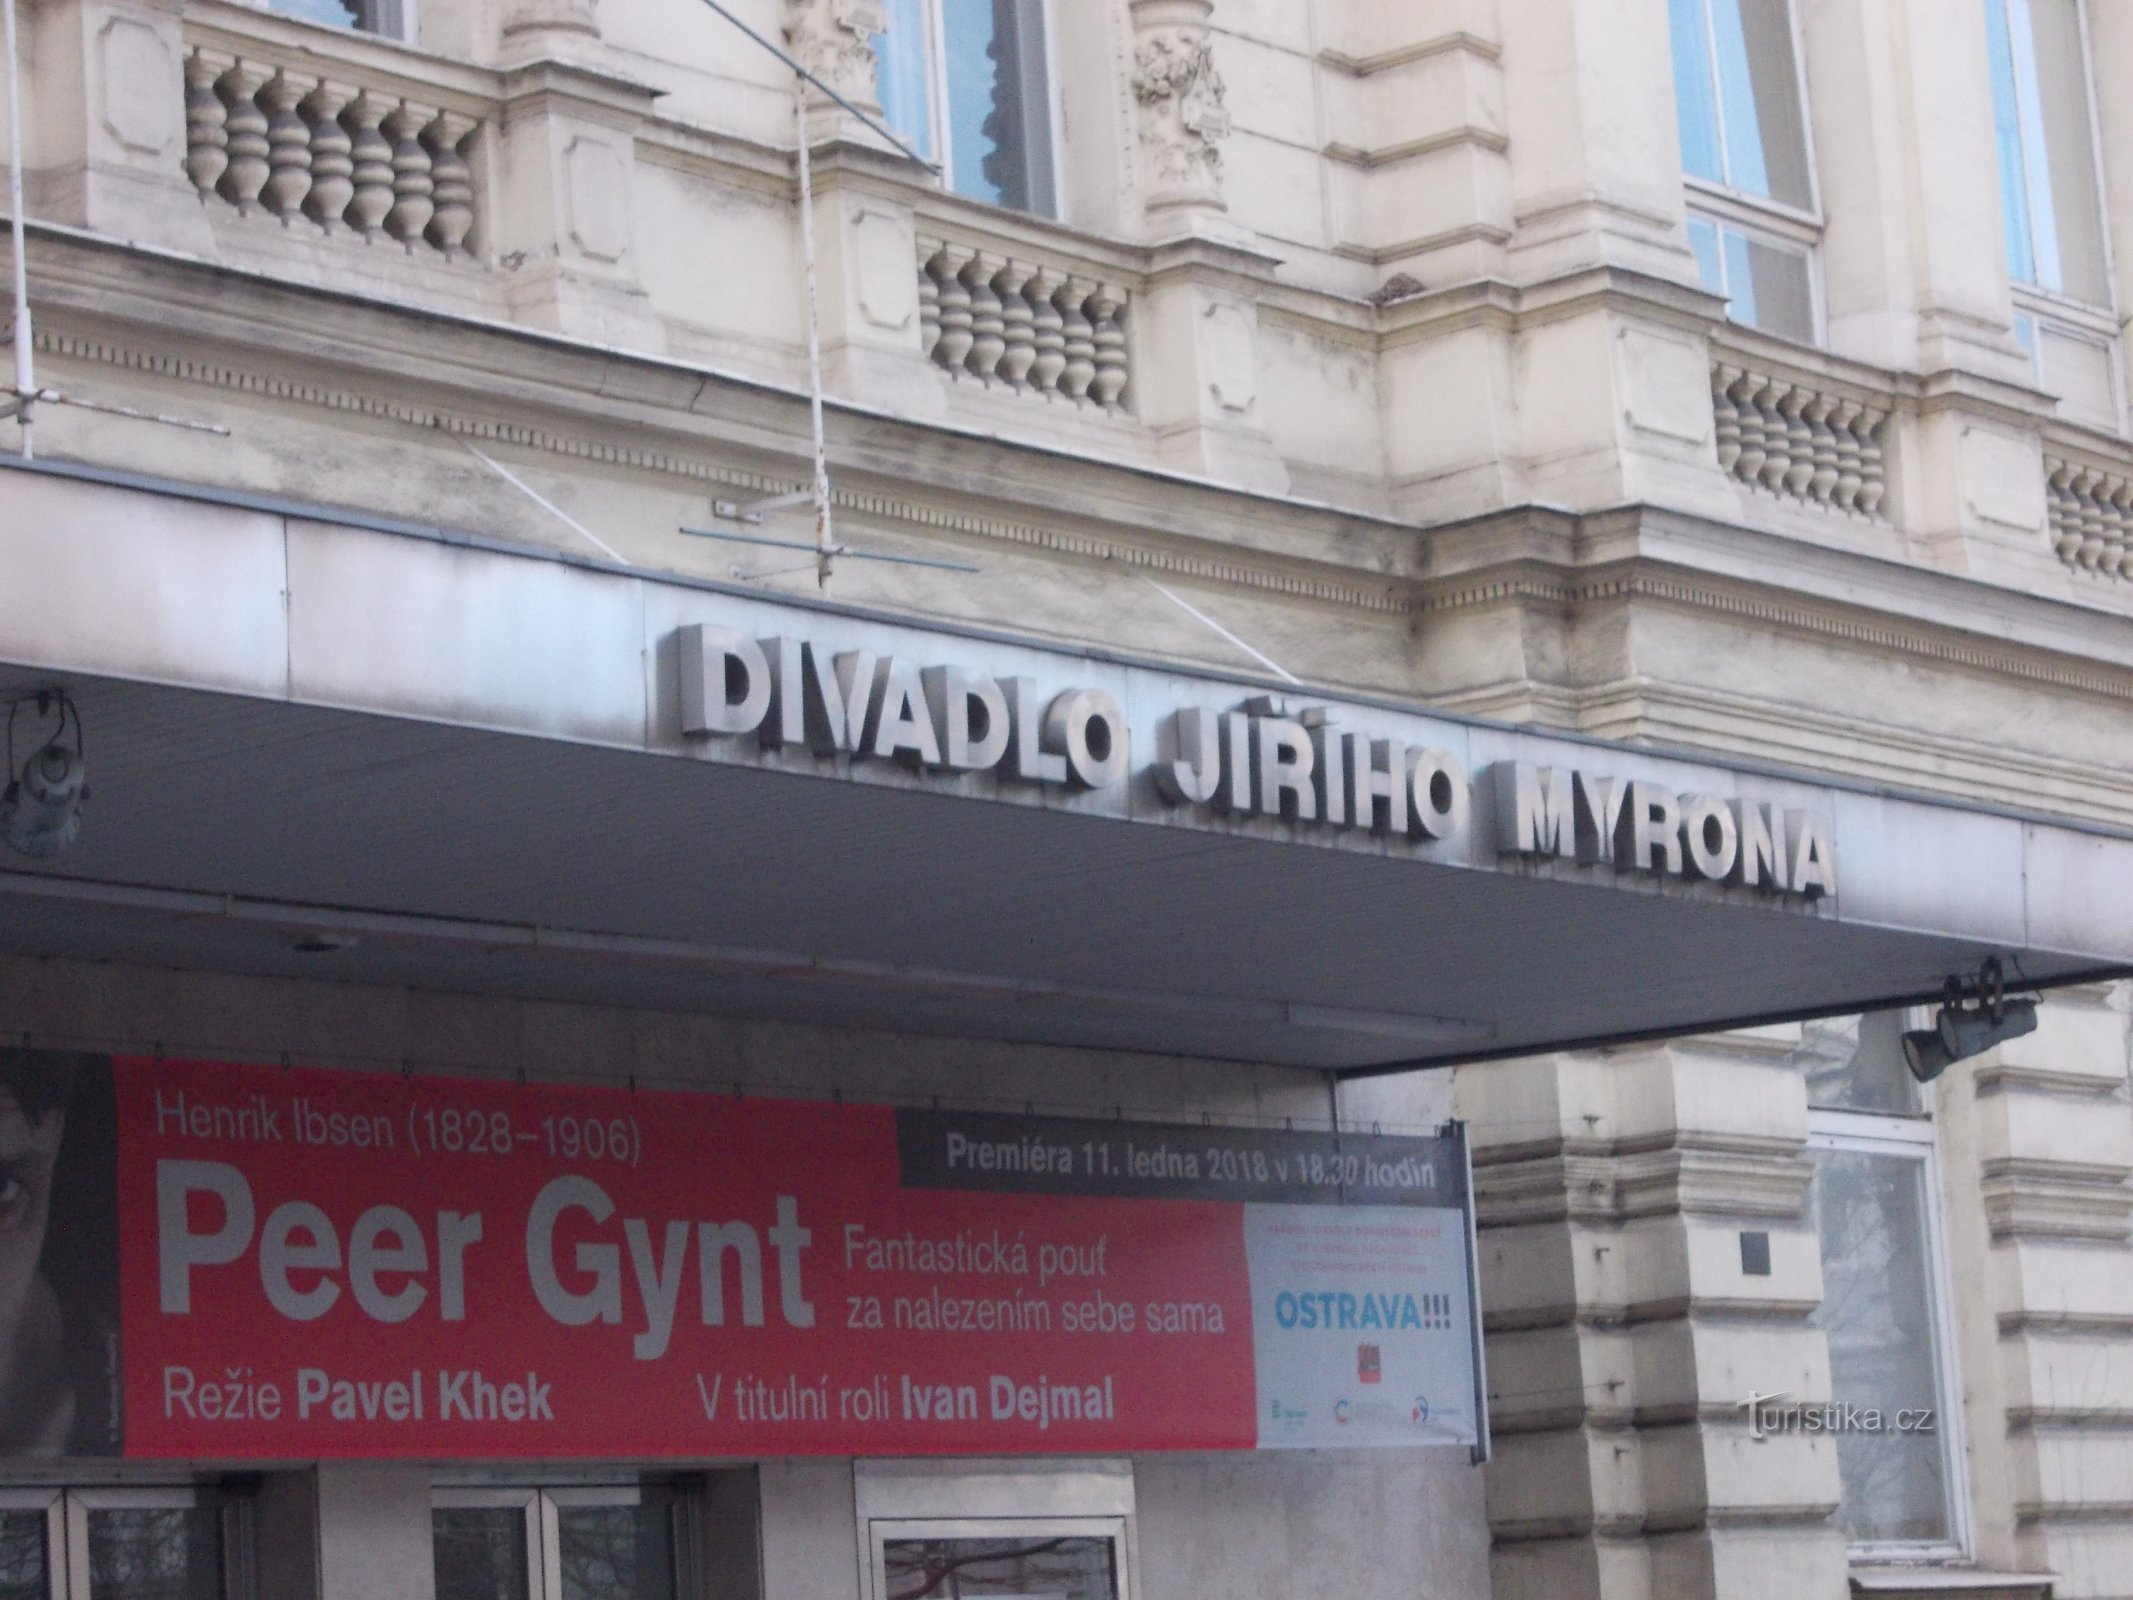 DIVADLO JIŘÍHO MYRONA
Henrik Ibsen (1828–1906)
Premiéra 11. ledna 2018 v 18.30 hodin
Peer Gynt
Fantastická pouť
za nalezením sebe sama
OSTRAVA!!!
Režie Pavel Khek
V titulní roli Ivan Dejmal
Turistika.cz